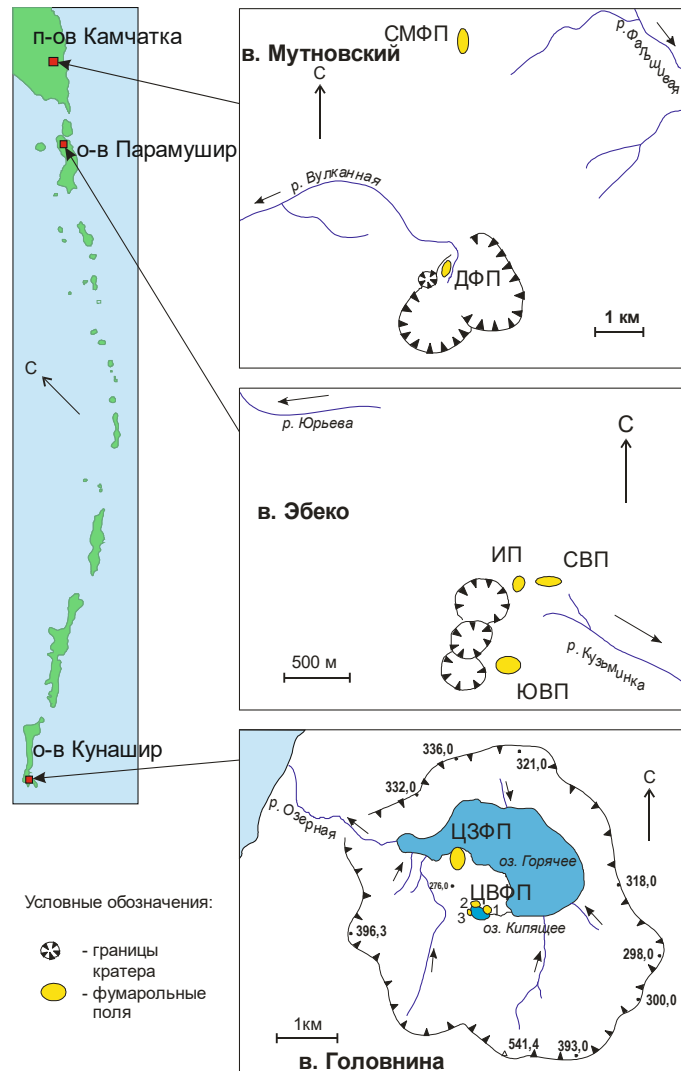 п-ов Камчатка
о-в Парамушир
С
о-в Кунашир
Условные обозначения:
- границы
кратера
- фумарольные
поля
СМФП
в. Мутновский
С
р. Фальшивая
р. Вулканная
ДФП
1 км
р. Юрьева
С
в. Эбеко
ИП
СВП
р. Кузьминка
500 м
ЮВП
336,0
321,0
332,0
С
р. Озерная
ЦЗФП
оз. Горячее
276,0
ЦВФП
318,0
2
1
3
оз. Кипящее
396,3
298,0
300,0
1км
541,4
393,0
в. Головнина